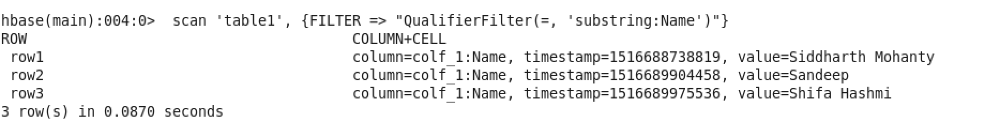 hbase(main):004:0>  scan 'table1', {FILTER => "QualifierFilter(=, 'substring:Name')"}
ROW                                      COLUMN+CELL
 row1                                    column=colf_1:Name, timestamp=1516688738819, value=Siddharth Mohanty
 row2                                    column=colf_1:Name, timestamp=1516689904458, value=Sandeep
 row3                                    column=colf_1:Name, timestamp=1516689975536, value=Shifa Hashmi
3 row(s) in 0.0870 seconds